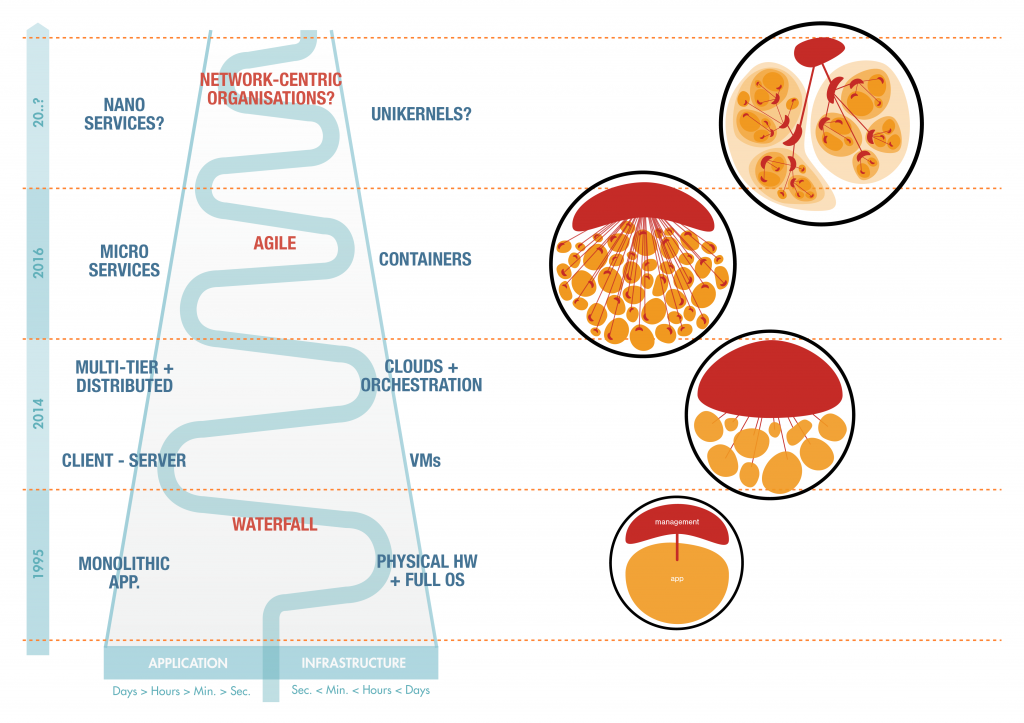 20..?
NANO
SERVICES?
NETWORK-CENTRIC
ORGANISATIONS?
UNIKERNELS?
2016
MICRO
SERVICES
AGILE
CONTAINERS
2014
MULTI-TIER +
DISTRIBUTED
CLOUDS +
ORCHESTRATION
CLIENT - SERVER
VMs
1995
WATERFALL
MONOLITHIC
APP.
PHYSICAL HW
+ FULL OS
management
app
APPLICATION
INFRASTRUCTURE
Days > Hours > Min. > Sec.
Sec. < Min. < Hours < Days